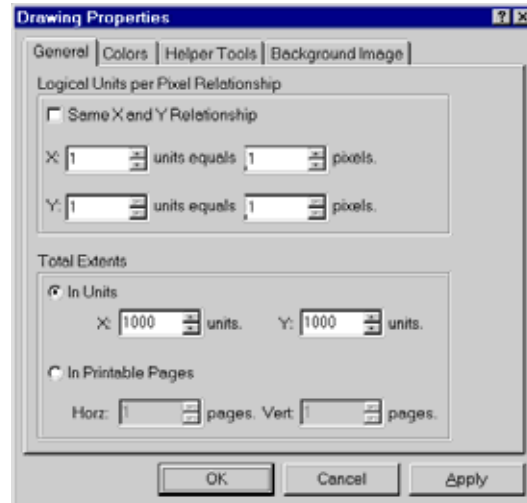 Drawing Properties
General Colors Helper Tools Background Image
Logical Units per Pixel Relationship
Same X and Y Relationship
X: 1 units equals 1 pixels.
Y: 1 units equals 1 pixels.
Total Extents
In Units
X: 1000 units. Y: 1000 units.
In Printable Pages
Horz: 1 pages. Vert: 1 pages.
OK Cancel Apply